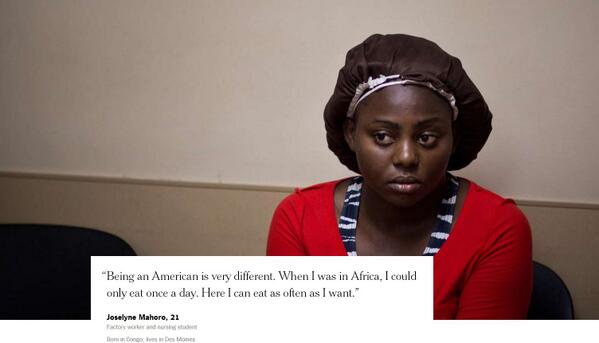 “Being an American is very different. When I was in Africa, I could
only eat once a day. Here I can eat as often as I want.”
Joselyne Mahoro, 21
Factory worker and nursing student
Born in Congo; lives in Des Moines